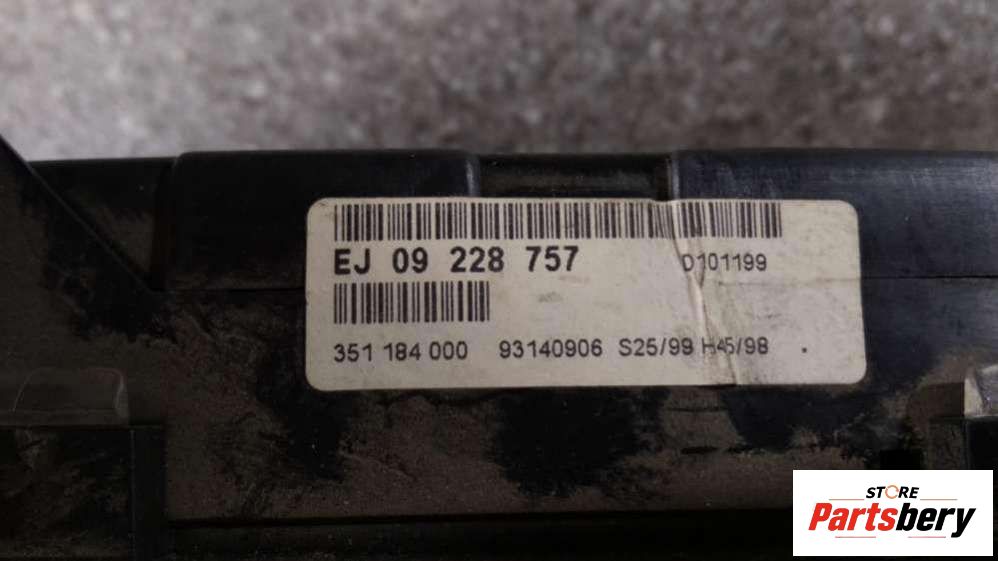 EJ 09 228 757 D101199
351 184 000 93140906 S25/99 H45/98 .
STORE
Partsbery